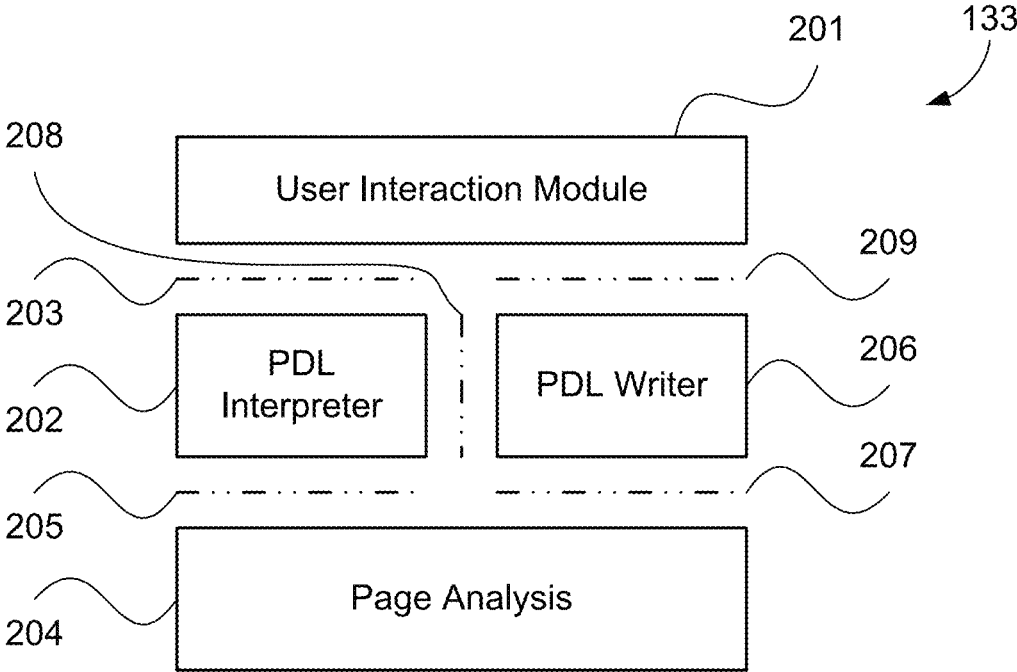 201
133
208
User Interaction Module
209
203
PDL
Interpreter
PDL Writer
206
202
207
205
Page Analysis
204